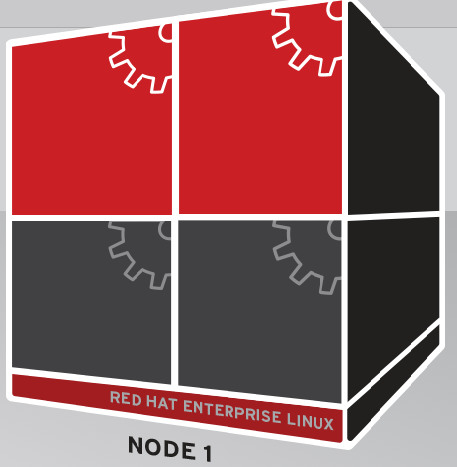 RED HAT ENTERPRISE LINUX
NODE 1